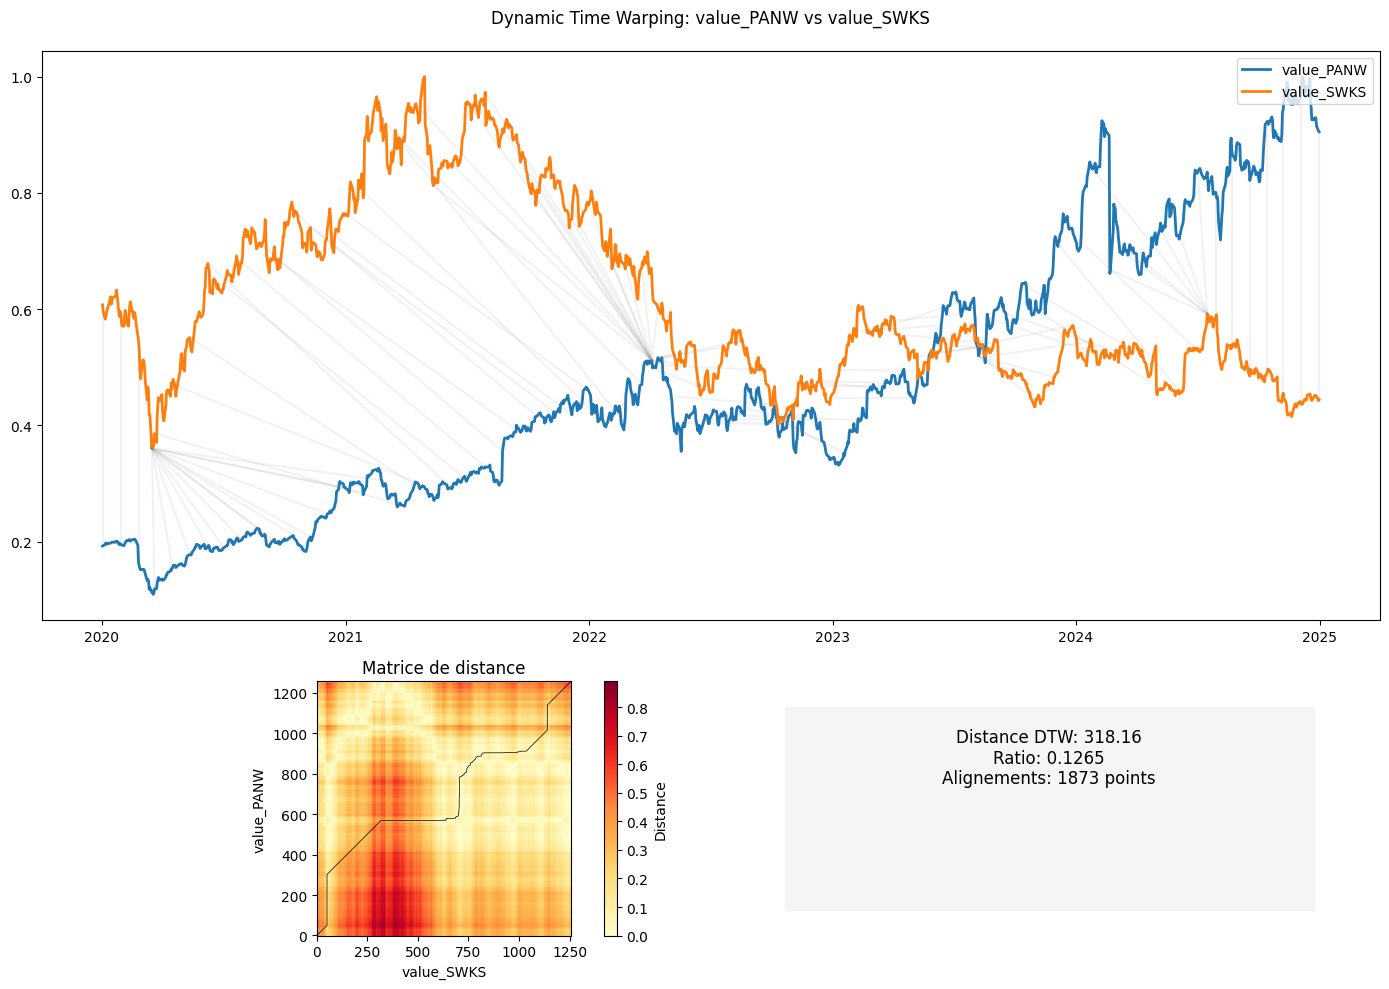 Dynamic Time Warping: value_PANW vs value_SWKS
value_PANW
value_SWKS
1.0
0.8
0.6
0.4
0.2
2020 2021 2022 2023 2024 2025
Matrice de distance
value_PANW
1200
1000
800
600
400
200
0
0 250 500 750 1000 1250
value_SWKS
0.8
0.7
0.6
0.5
0.4
0.3
0.2
0.1
0.0
Distance
Distance DTW: 318.16
Ratio: 0.1265
Alignements: 1873 points